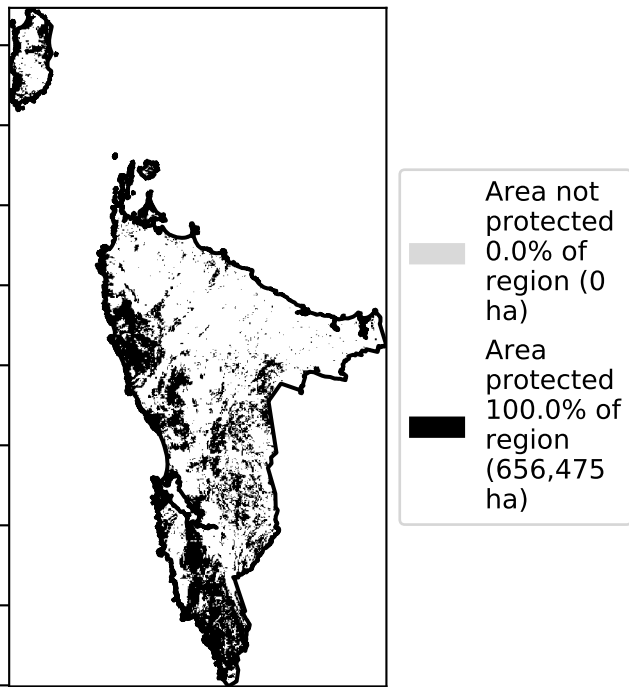 Area not
protected
0.0% of
region (0
ha)
Area
protected
100.0% of
region
(656,475
ha)